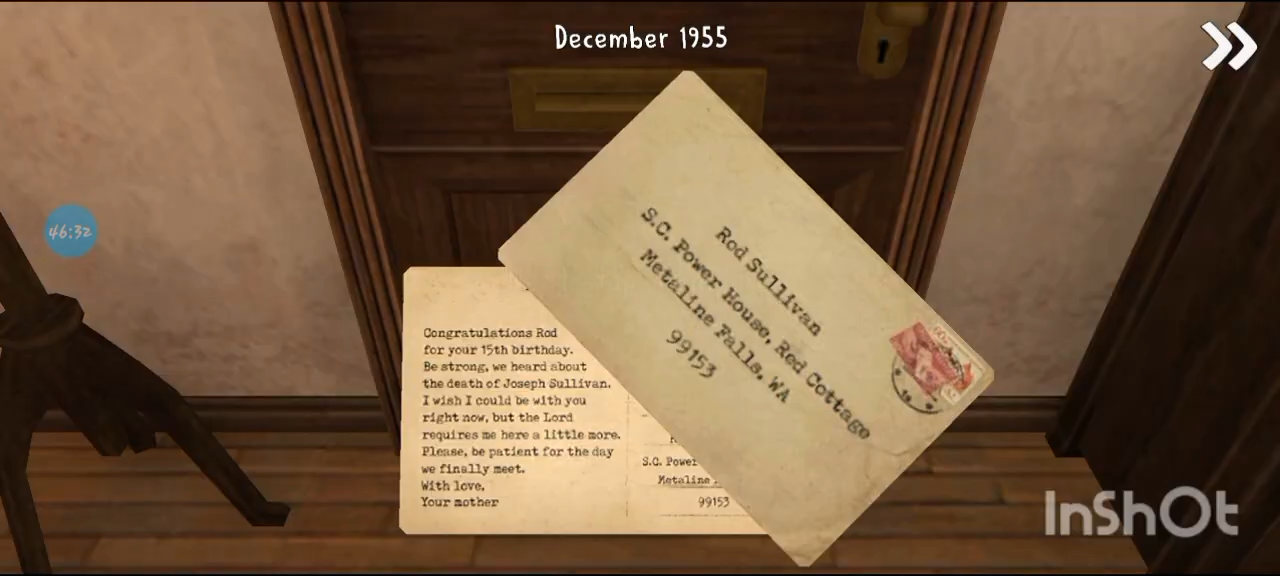 December 1955
46:32
Rod Sullivan
S.C. Power House, Red Cottage
Metaline Falls, WA
99153
Congratulations Rod
for your 15th birthday.
Be strong, we heard about
the death of Joseph Sullivan.
I wish I could be with you
right now, but the Lord
requires me here a little more.
Please, be patient for the day
we finally meet.
With love,
Your mother
S.C. Power
Metaline
99153
InShOt